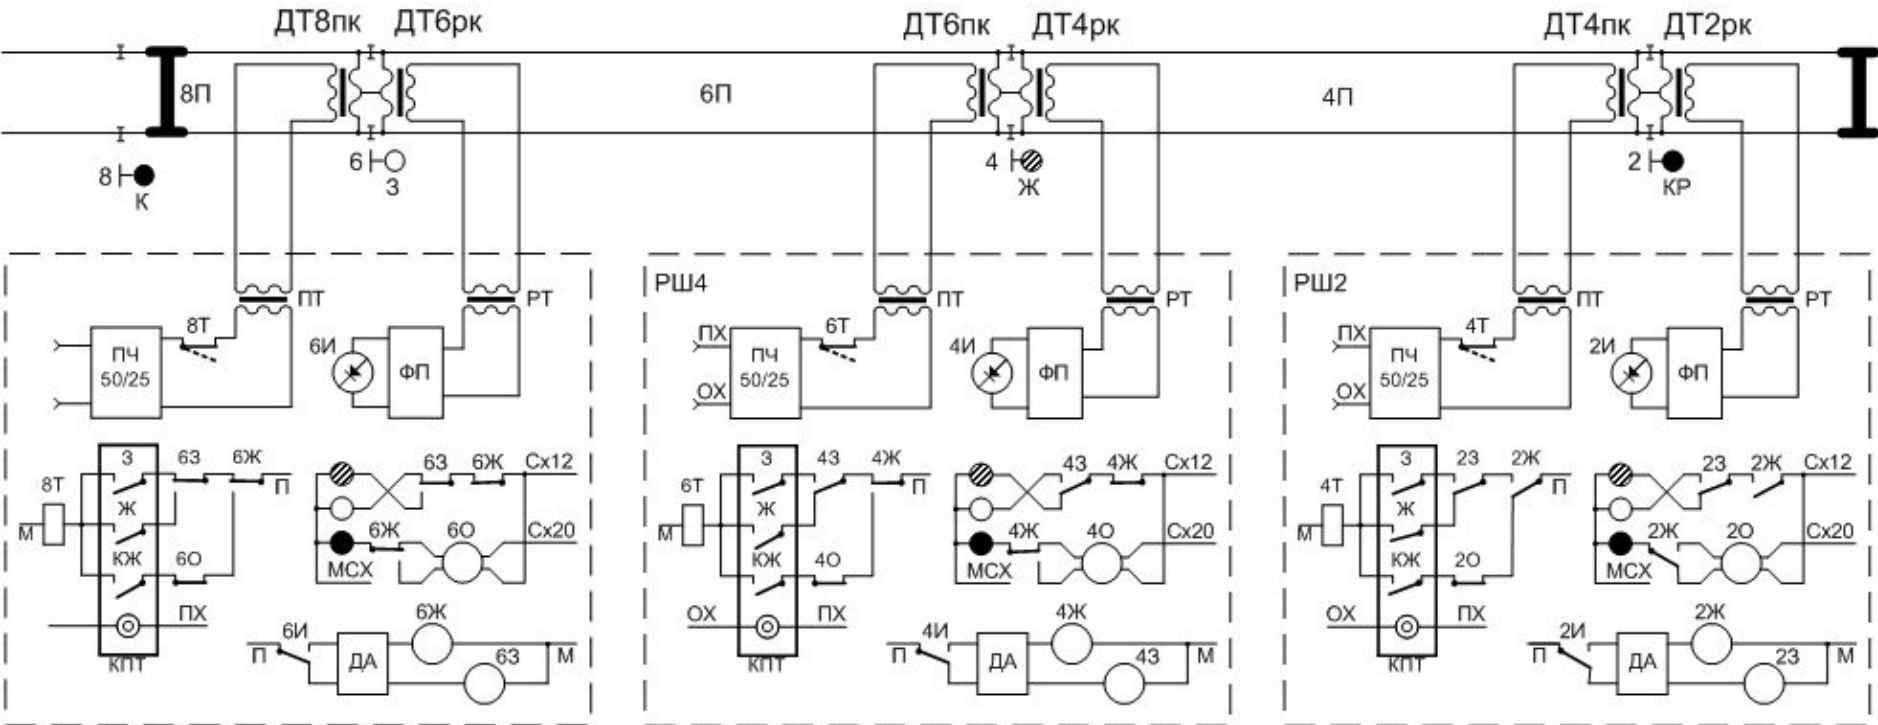 ДТ8пк ДТ6рк ДТ6пк ДТ4рк ДТ4пк ДТ2рк
8П 6П 4П
8 К 6 З 4 Ж 2 КР
РШ4 РШ2
ПТ РТ ПТ РТ ПТ РТ
8Т 6Т 4Т
ПХ ПХ
ПЧ 50/25 6И ФП ПЧ 50/25 4И ФП ПЧ 50/25 2И ФП
ОХ ОХ
З 6З 6Ж 6З 6Ж Сх12 З 4З 4Ж 4З 4Ж Сх12 З 2З 2Ж 2З 2Ж Сх12
8Т П 6Т П 4Т П
Ж Ж Ж
М 6Ж 6О Сх20 М 4Ж 4О Сх20 М 2Ж 2О Сх20
КЖ 6О МСХ КЖ 4О МСХ КЖ 2О МСХ
ПХ 6Ж ОХ ПХ 4Ж ОХ ПХ 2Ж
6И 4И 2И
КПТ П ДА 6З М КПТ П ДА 4З М КПТ П ДА 2З М